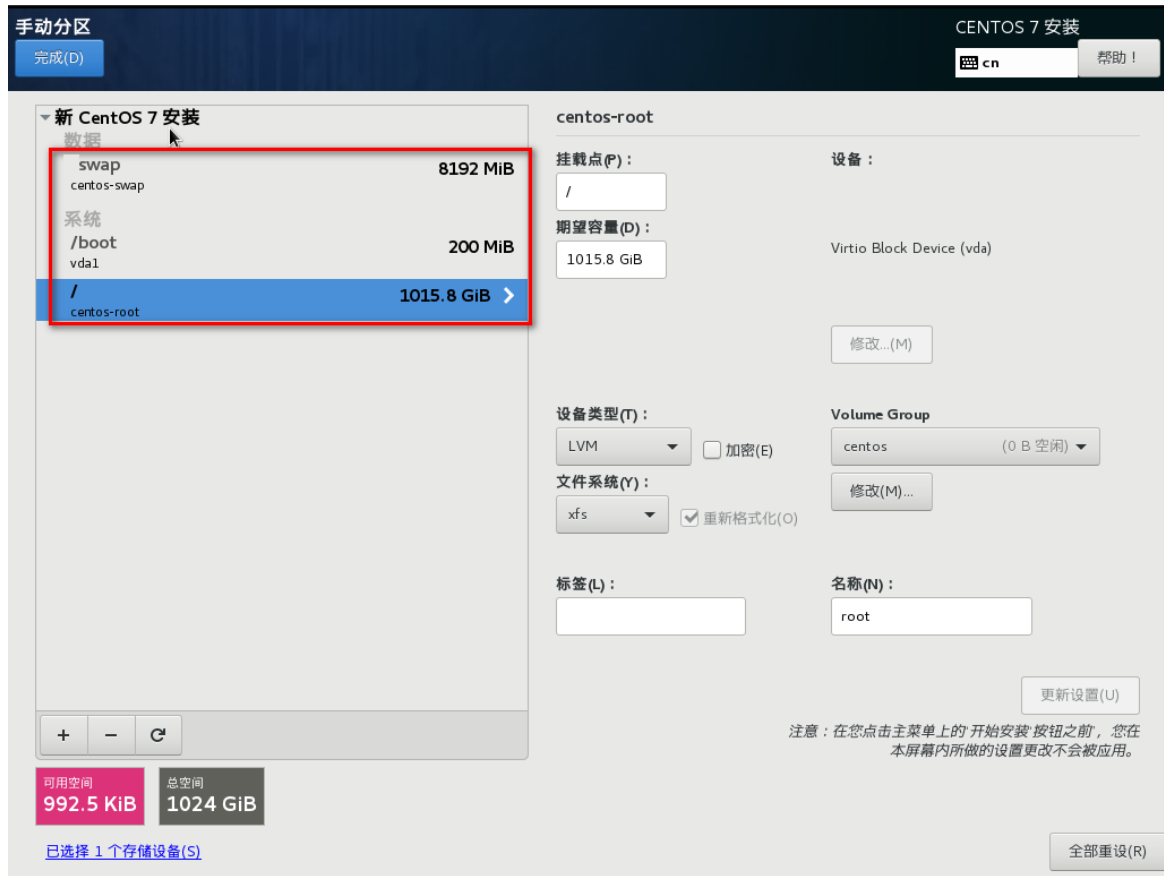 手动分区
CENTOS 7 安装
完成(D)
cn
帮助！
新 CentOS 7 安装
数据
swap
8192 MiB
centos-swap
系统
/boot
200 MiB
vda1
/
1015.8 GiB
centos-root
centos-root
挂载点(P)：
设备：
/
期望容量(D)：
1015.8 GiB
Virtio Block Device (vda)
修改...(M)
设备类型(T)：
Volume Group
LVM
加密(E)
centos
(0 B 空闲)
文件系统(Y)：
修改(M)...
xfs
重新格式化(O)
标签(L)：
名称(N)：
root
更新设置(U)
注意：在您点击主菜单上的'开始安装'按钮之前，您在
本屏幕内所做的设置更改不会被应用。
可用空间
992.5 KiB
总空间
1024 GiB
已选择 1 个存储设备(S)
全部重设(R)